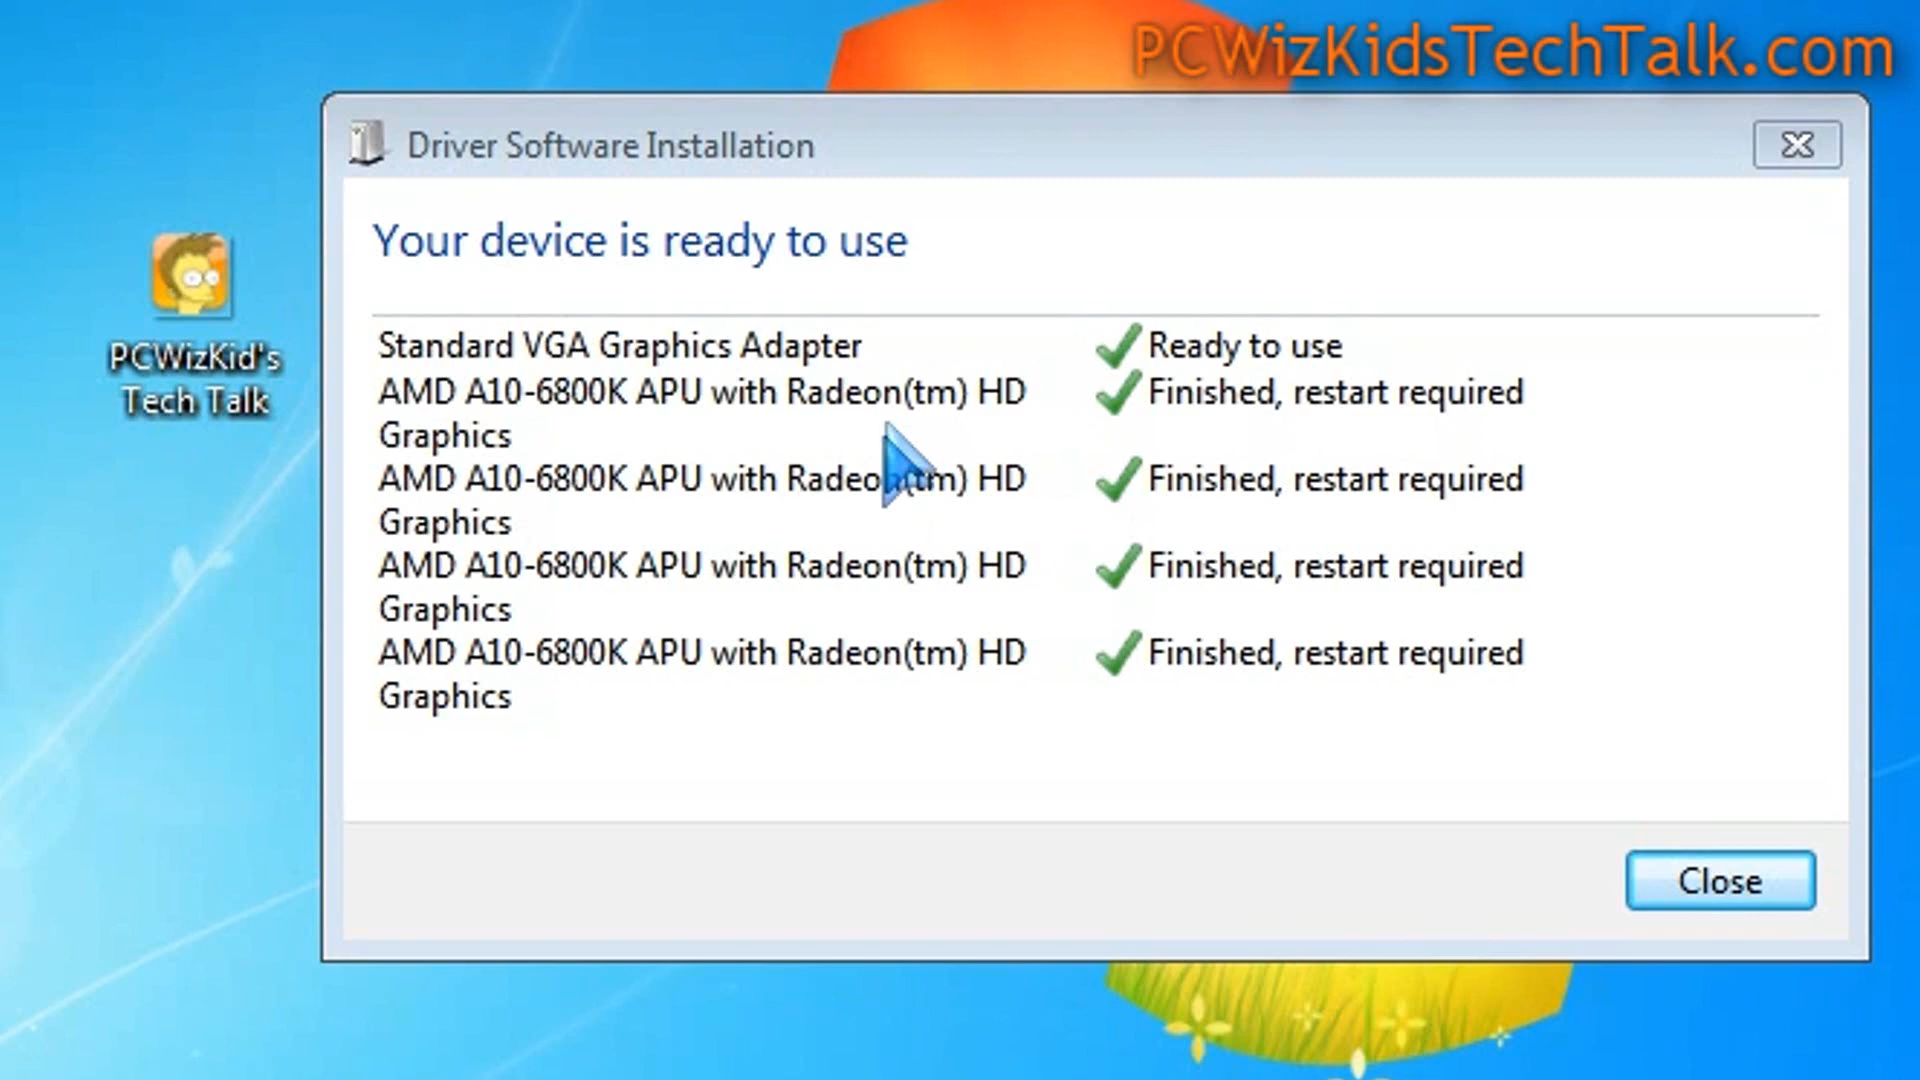 PCWizKidsTechTalk.com
Driver Software Installation
Your device is ready to use
Standard VGA Graphics Adapter Ready to use
AMD A10-6800K APU with Radeon(tm) HD Finished, restart required
Graphics
AMD A10-6800K APU with Radeon(tm) HD Finished, restart required
Graphics
AMD A10-6800K APU with Radeon(tm) HD Finished, restart required
Graphics
AMD A10-6800K APU with Radeon(tm) HD Finished, restart required
Graphics
PCWizKid's
Tech Talk
Close